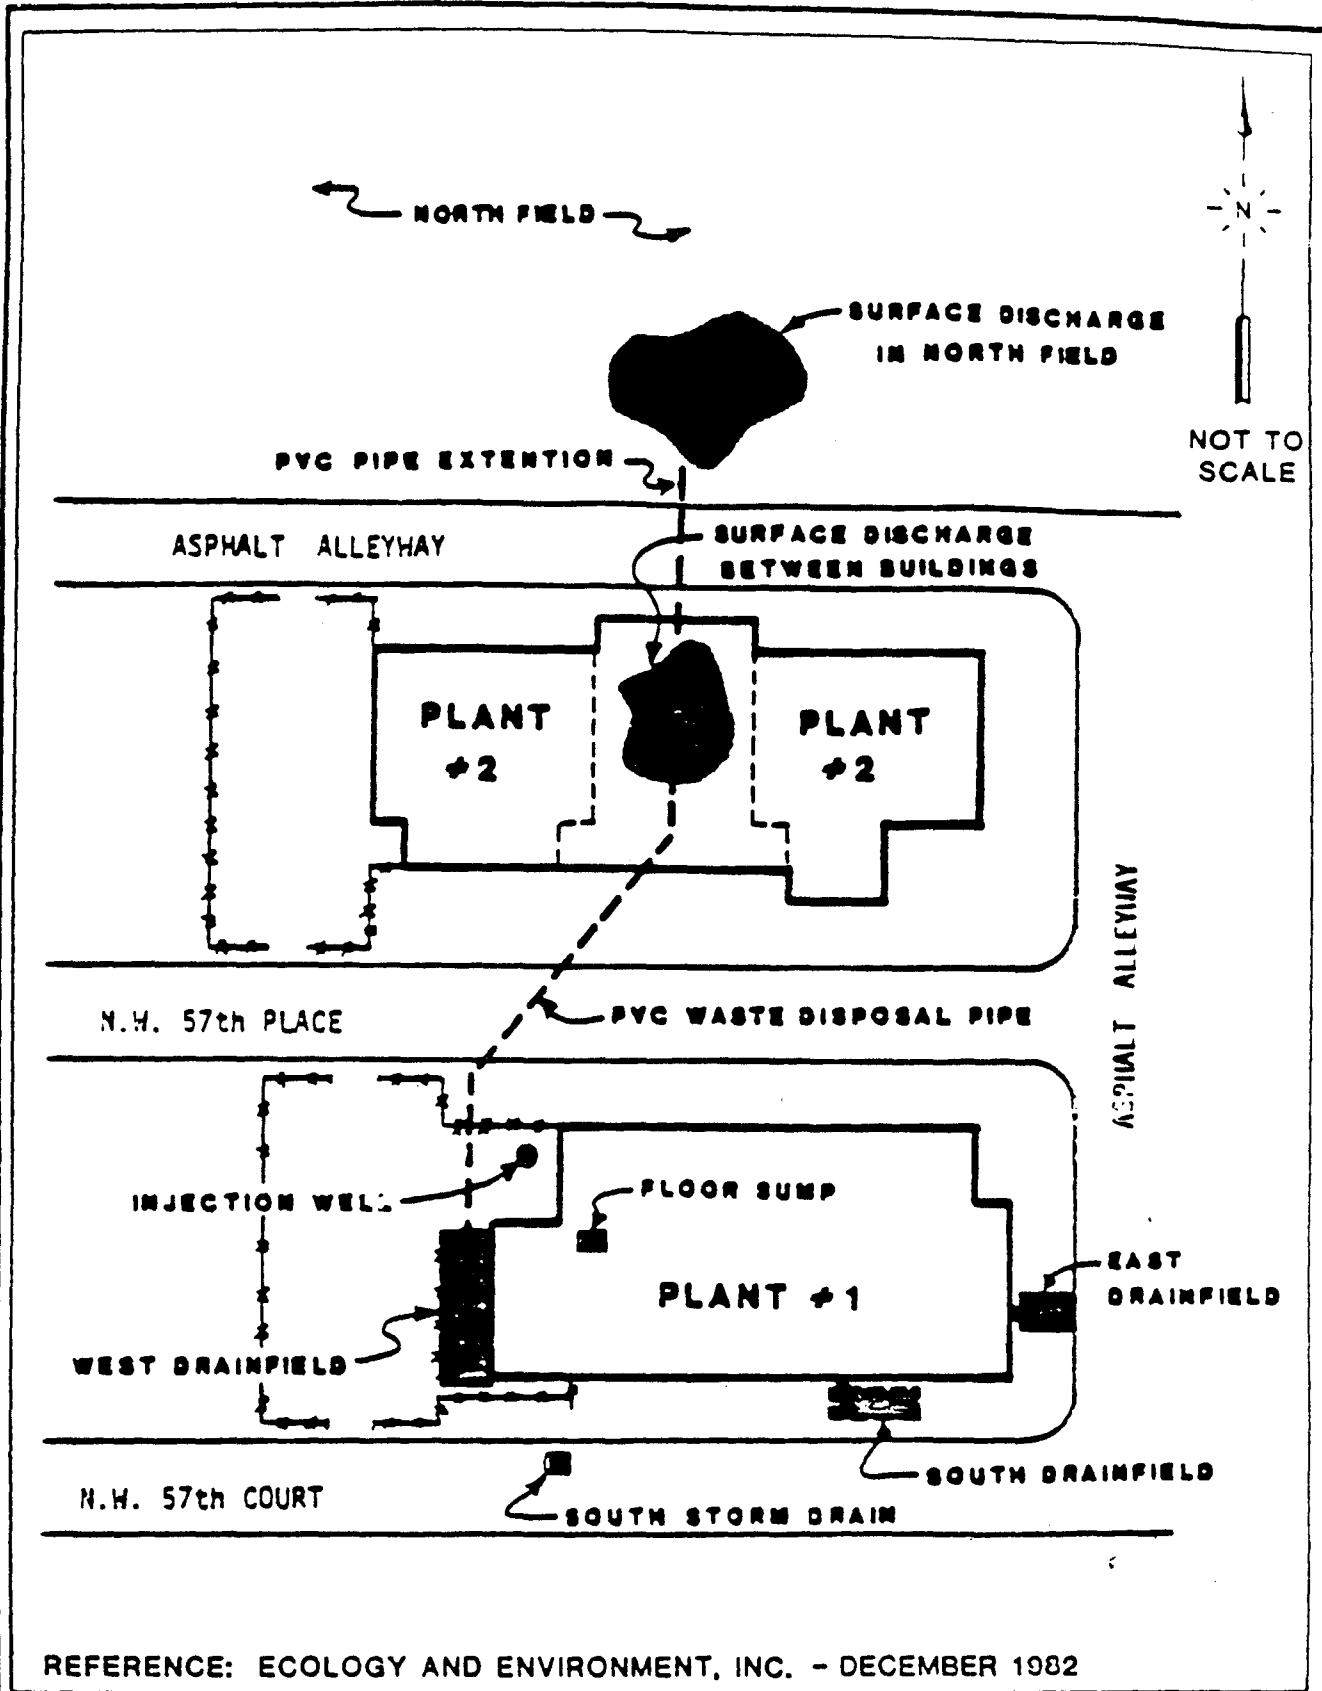 NORTH FIELD
N
SURFACE DISCHARGE
IN NORTH FIELD
NOT TO
SCALE
PVC PIPE EXTENTION
ASPHALT ALLEYWAY
SURFACE DISCHARGE
BETWEEN BUILDINGS
PLANT
#2
PLANT
#2
ASPHALT ALLEYWAY
N.W. 57th PLACE
PVC WASTE DISPOSAL PIPE
INJECTION WELL
FLOOR SUMP
PLANT #1
EAST
DRAINFIELD
WEST DRAINFIELD
SOUTH DRAINFIELD
N.W. 57th COURT
SOUTH STORM DRAIN
REFERENCE: ECOLOGY AND ENVIRONMENT, INC. - DECEMBER 1982